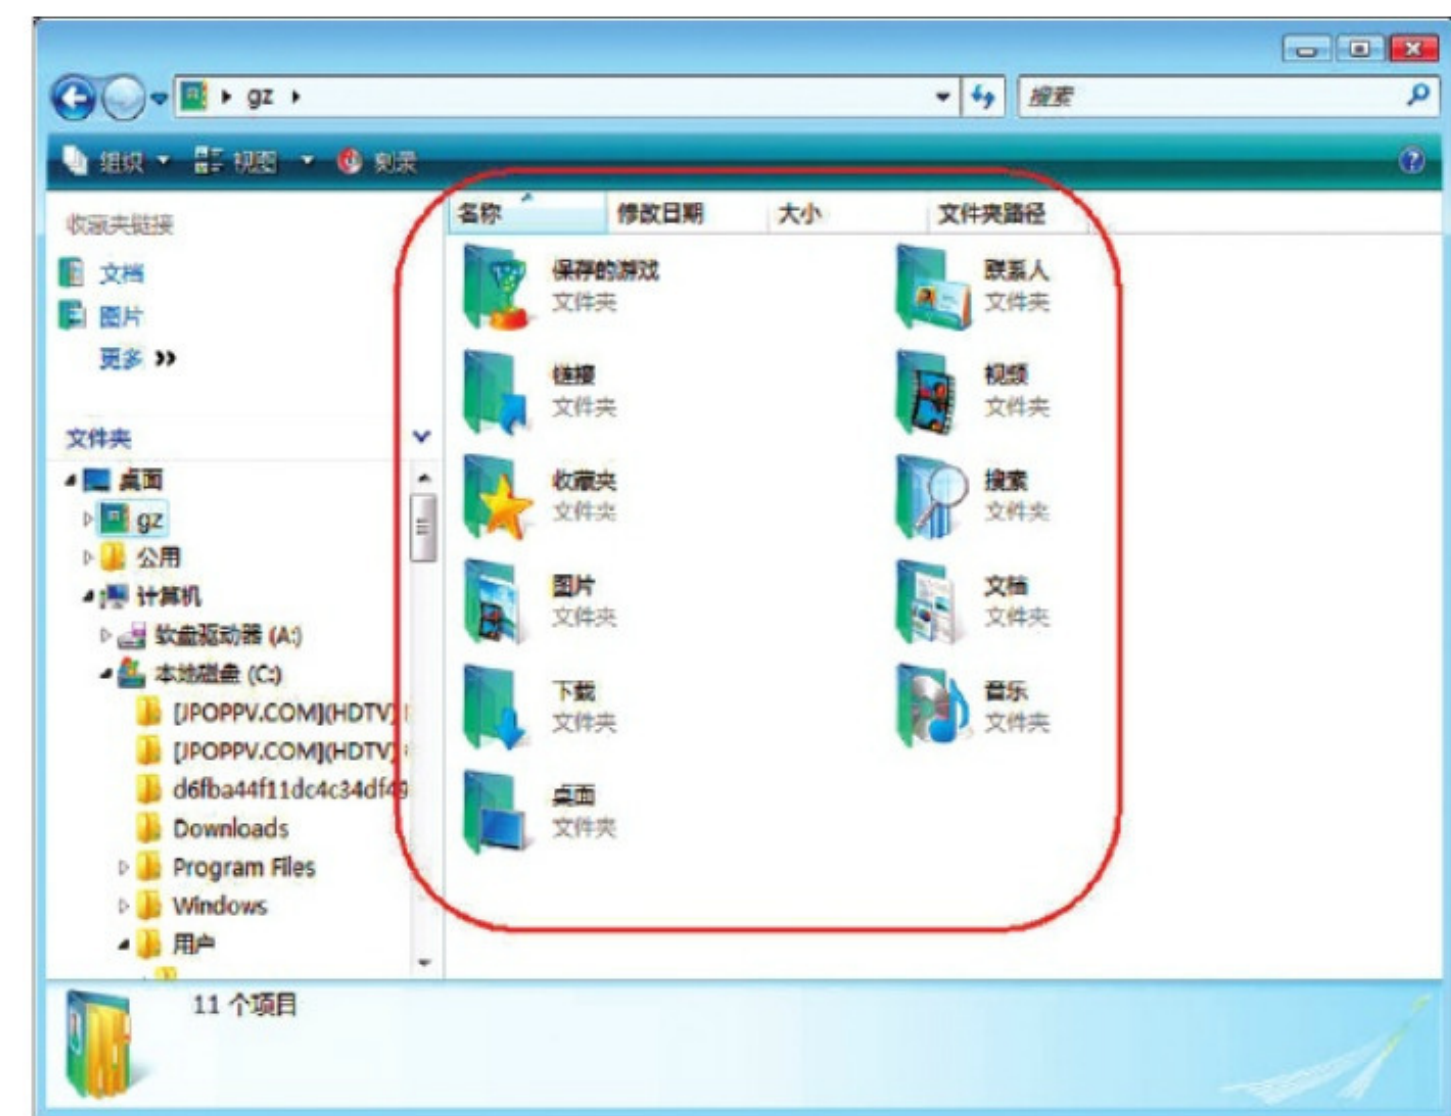 gz
搜索
组织 视图 刻录
收藏夹链接
文档
图片
更多 »
文件夹
桌面
gz
公用
计算机
软盘驱动器 (A:)
本地磁盘 (C:)
[JPOPPV.COM](HDTV)
[JPOPPV.COM](HDTV)
d6fba44f11dc4c34df49
Downloads
Program Files
Windows
用户
名称 修改日期 大小 文件夹路径
保存的游戏
文件夹
联系人
文件夹
链接
文件夹
视频
文件夹
收藏夹
文件夹
搜索
文件夹
图片
文件夹
文档
文件夹
下载
文件夹
音乐
文件夹
桌面
文件夹
11 个项目